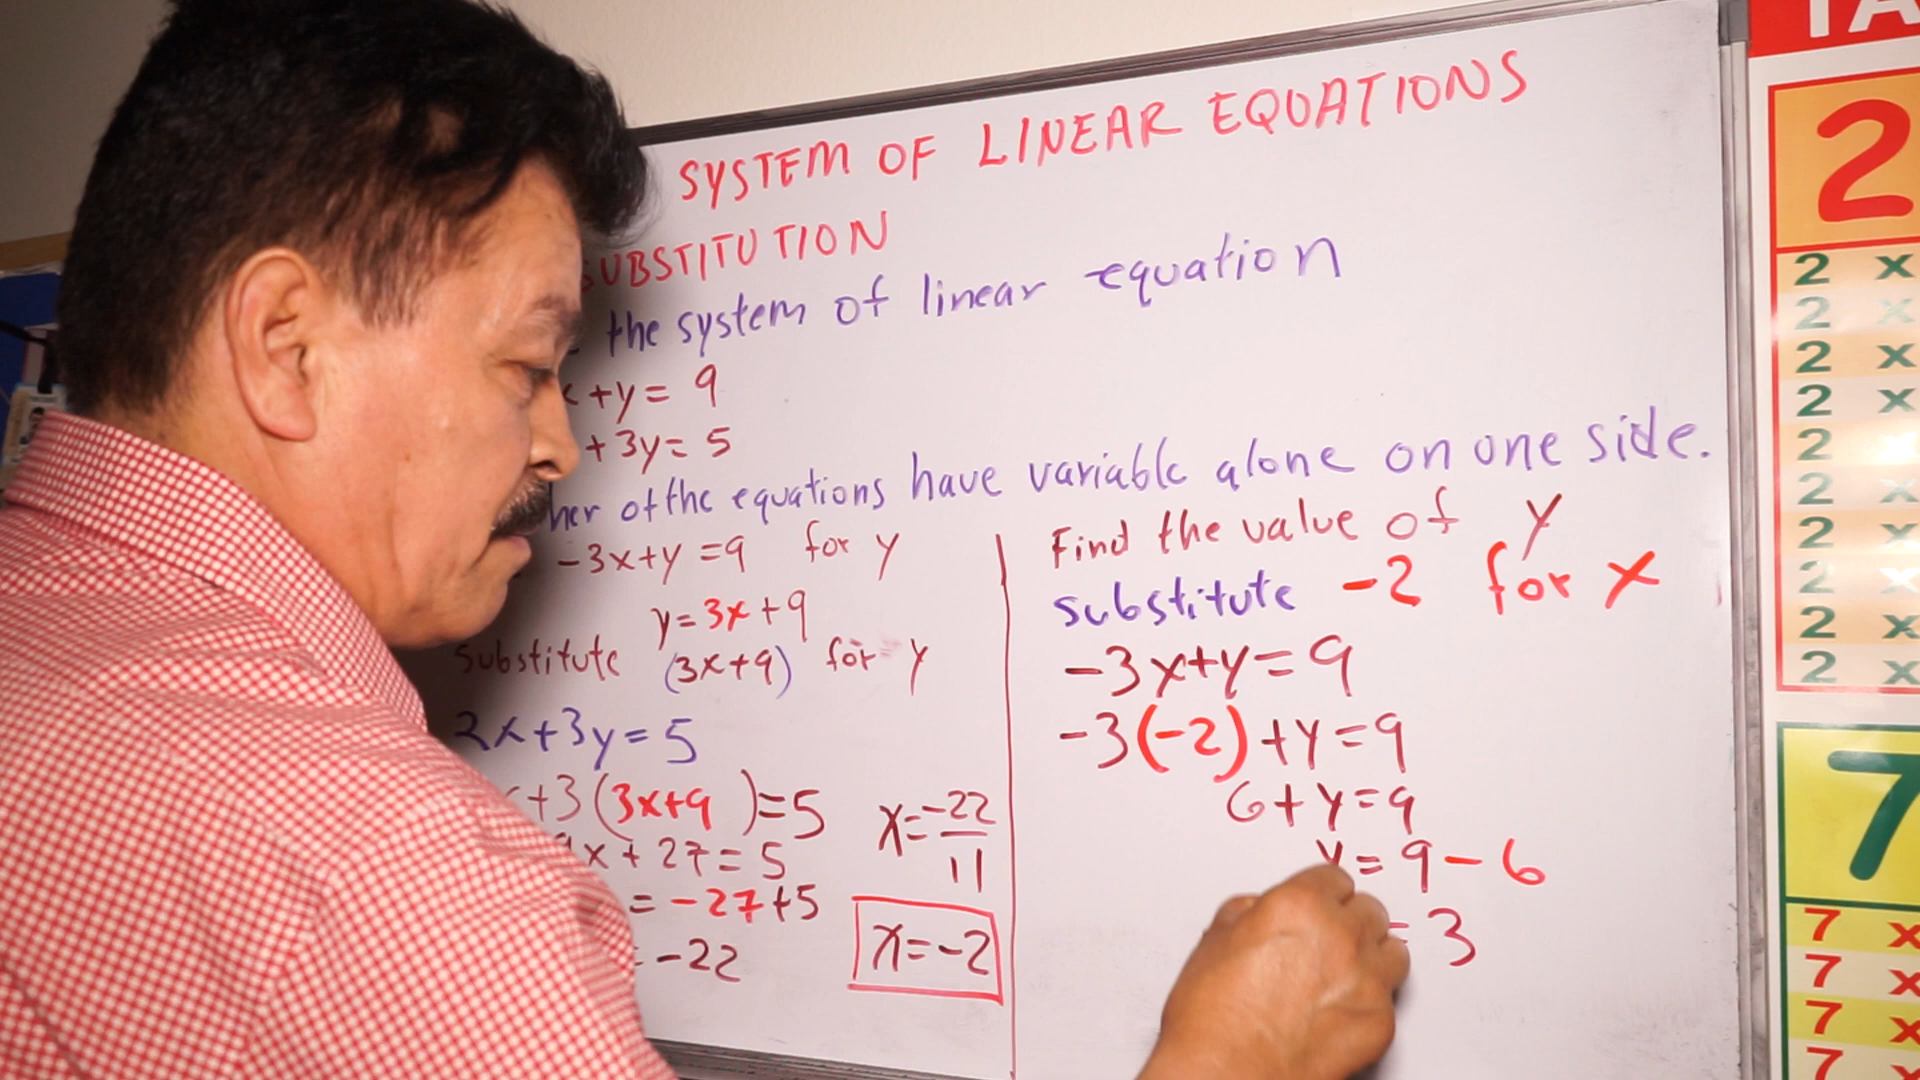 SYSTEM OF LINEAR EQUATIONS
SUBSTITUTION
the system of linear equation
+y= 9
+3y= 5
of the equations have variable alone on one side.
-3x+y=9 for y
y=3x+9
substitute (3x+9) for y
2x+3y=5
+3(3x+9 )=5
x+27=5
= -27+5
= -22
x=-22
11
x=-2
Find the value of y
substitute -2 for x
-3x+y=9
-3(-2)+y=9
6+y=9
y=9-6
= 3
TA
2
2 x
2 x
2 x
2 x
2 x
2 x
2 x
2 x
2 x
2 x
7
7 x
7 x
7 x
7 x